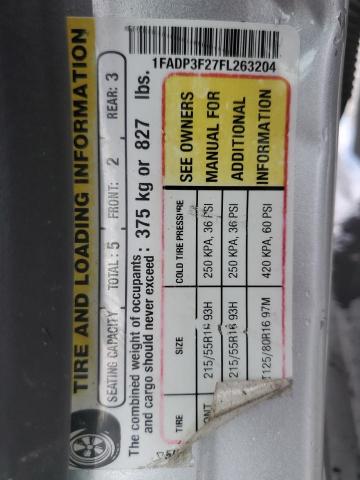 TIRE AND LOADING INFORMATION
SEATING CAPACITY TOTAL: 5 FRONT: 2 REAR: 3
The combined weight of occupants
and cargo should never exceed: 375 kg or 827 lbs.
TIRE SIZE COLD TIRE PRESSURE SEE OWNERS
215/55R16 93H 250 KPA, 36 PSI MANUAL FOR
215/55R16 93H 250 KPA, 36 PSI ADDITIONAL
T125/80R16 97M 420 KPA, 60 PSI INFORMATION
1FADP3F27FL263204